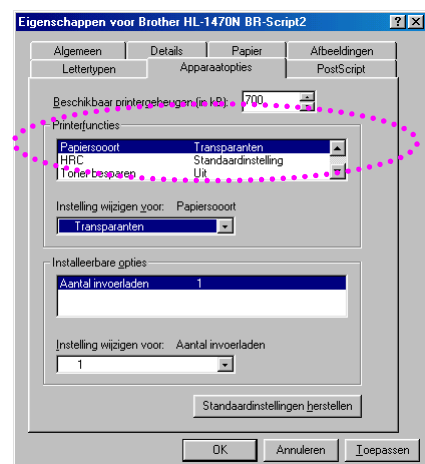 Eigenschappen voor Brother HL-1470N BR-Script2
Algemeen Details Papier Afbeeldingen
Lettertypen Apparaatopties PostScript
Beschikbaar printergeheugen (in kB): 700
Printerfuncties
Papiersooort Transparanten
HRC Standaardinstelling
Toner besparen Uit
Instelling wijzigen voor: Papiersooort
Transparanten
Installeerbare opties
Aantal invoerladen 1
Instelling wijzigen voor: Aantal invoerladen
1
Standaardinstellingen herstellen
OK Annuleren Toepassen